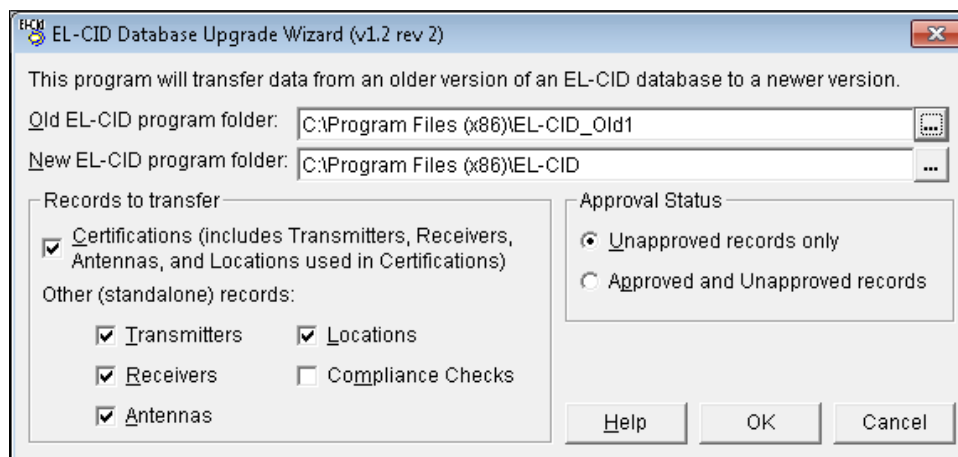 EL-CID
EL-CID Database Upgrade Wizard (v1.2 rev 2)
This program will transfer data from an older version of an EL-CID database to a newer version.
Old EL-CID program folder: C:\Program Files (x86)\EL-CID_Old1 ...
New EL-CID program folder: C:\Program Files (x86)\EL-CID ...
Records to transfer
Certifications (includes Transmitters, Receivers,
Antennas, and Locations used in Certifications)
Other (standalone) records:
Transmitters Locations
Receivers Compliance Checks
Antennas
Approval Status
Unapproved records only
Approved and Unapproved records
Help OK Cancel